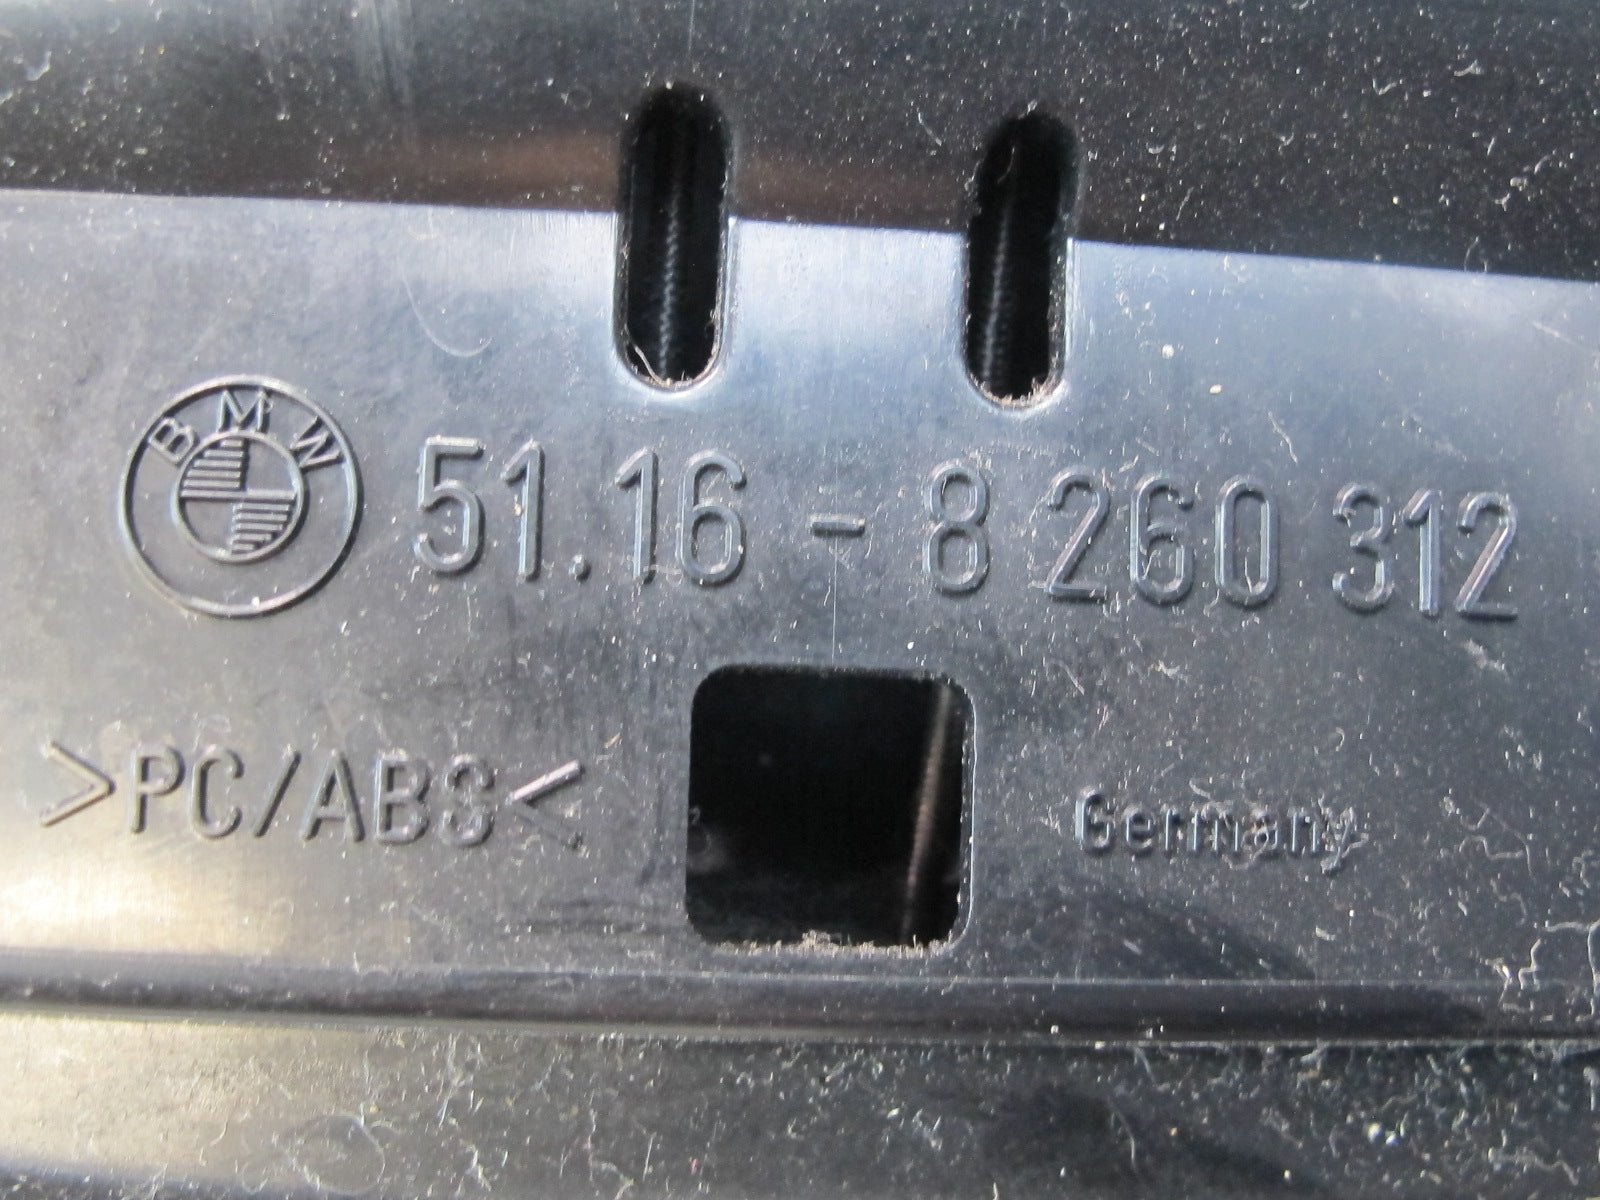 BMW 51.16 - 8 260 312
>PC/ABS<
Germany